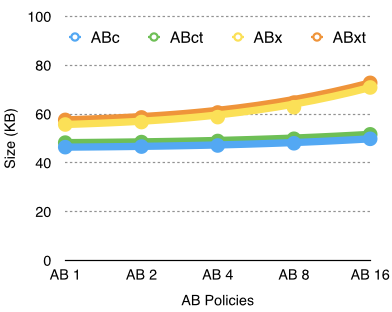 100
ABc ABct ABx ABxt
80
60
40
20
0
Size (KB)
AB 1 AB 2 AB 4 AB 8 AB 16
AB Policies